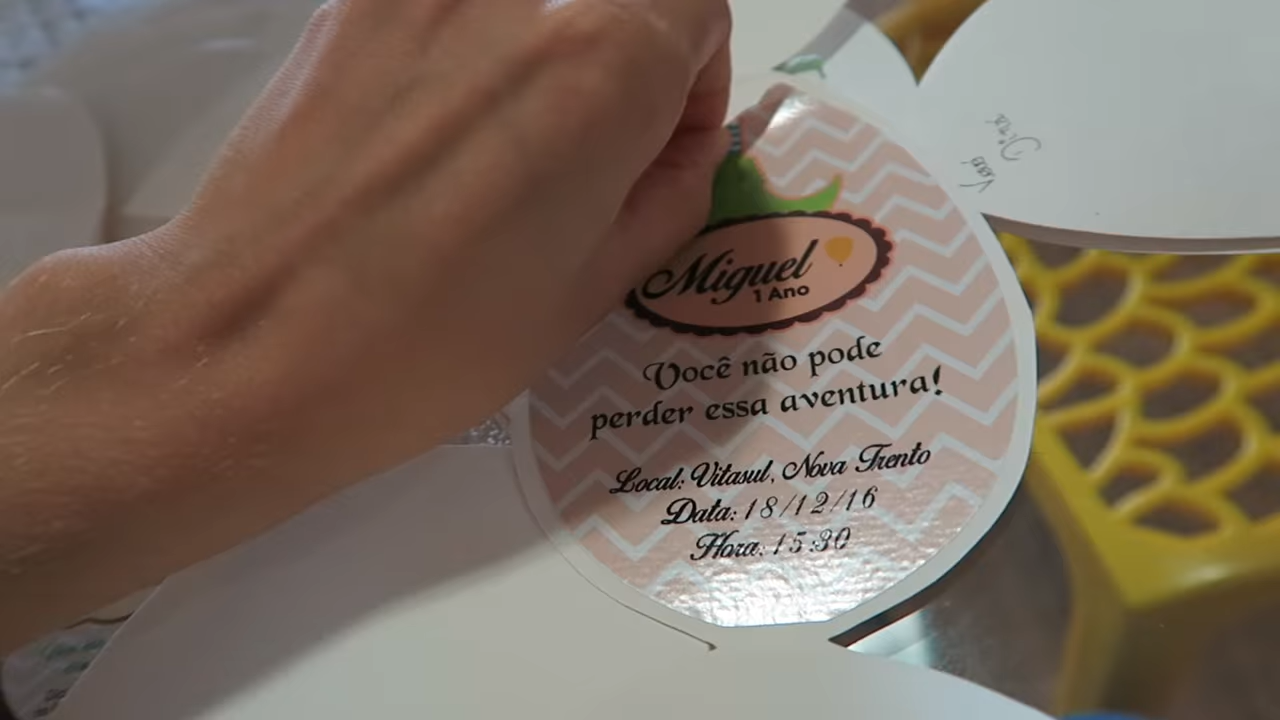 Miguel
1 Ano
Você não pode
perder essa aventura!
Local: Vitasul, Nova Trento
Data: 18/12/16
Hora: 15:30